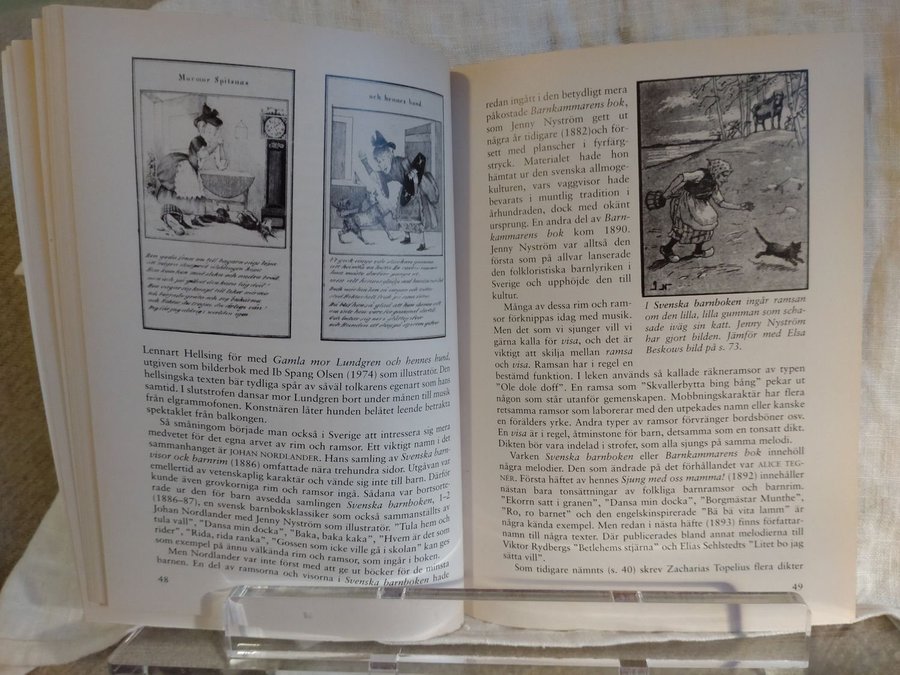 Mormor Spitsnas
och hennes hund
Lennart Hellsing för med Gamla mor Lundgren och hennes hund,
utgiven som bilderbok med Ib Spang Olsen (1974) som illustratör. Den
hellsingska texten bär tydliga spår av såväl tolkarens egenart som hans
samtid. I slutstrofen dansar mor Lundgren bort under månen till musik
från elgrammofonen. Konstnären låter hunden belåtet leende betrakta
spektaklet från balkongen.
Så småningom började man också i Sverige att intressera sig mera
medvetet för det egna arvet av rim och ramsor. Ett viktigt namn i det
sammanhanget är JOHAN NORDLANDER. Hans samling av Svenska barn-
visor och barnrim (1886) omfattade nära trehundra sidor. Utgåvan var
emellertid av vetenskaplig karaktär och vände sig inte till barn. Därför
kunde även grovkorniga rim och ramsor ingå. Sådana var bortsorte-
rade ur den för barn avsedda samlingen Svenska barnboken, 1–2
(1886–87), en svensk barnboksklassiker som också sammanställts av
Johan Nordlander med Jenny Nyström som illustratör. "Tula hem och
tula vall", "Dansa min docka", "Baka, baka kaka", "Hvem är det som
rider", "Rida, rida ranka", "Gossen som icke ville gå i skolan" kan ges
som exempel på ännu välkända rim och ramsor, som ingår i boken.
Men Nordlander var inte först med att ge ut böcker för de minsta
barnen. En del av ramsorna och visorna i Svenska barnboken hade
48
redan ingått i den betydligt mera
påkostade Barnkammarens bok,
som Jenny Nyström gett ut
några år tidigare (1882)och för-
sett med planscher i fyrfärg-
stryck. Materialet hade hon
hämtat ur den svenska allmoge-
kulturen, vars vaggvisor hade
bevarats i muntlig tradition i
århundraden, dock med okänt
ursprung. En andra del av Barn-
kammarens bok kom 1890.
Jenny Nyström var alltså den
första som på allvar lanserade
den folkloristiska barnlyriken i
Sverige och upphöjde den till
kultur.
Många av dessa rim och ram-
sor förknippas idag med musik.
Men det som vi sjunger vill vi
gärna kalla för visa, och det är
viktigt att skilja mellan ramsa
och visa. Ramsan har i regel en
bestämd funktion. I leken används så kallade räkneramsor av typen
"Ole dole doff". En ramsa som "Skvallerbytta bing bång" pekar ut
någon som står utanför gemenskapen. Mobbningskaraktär har flera
retsamma ramsor som laborerar med den utpekades namn eller kanske
en förälders yrke. Andra typer av ramsor förvränger bordsböner osv.
En visa är i regel, åtminstone för barn, detsamma som en tonsatt dikt.
Dikten bör vara indelad i strofer, som alla sjungs på samma melodi.
Varken Svenska barnboken eller Barnkammarens bok innehöll
några melodier. Den som ändrade på det förhållandet var ALICE TEG-
NÉR. Första häftet av hennes Sjung med oss mamma! (1892) innehåller
nästan bara tonsättningar av folkliga barnramsor och barnrim.
"Ekorrn satt i granen", "Dansa min docka", "Borgmästar Munthe",
"Ro, ro barnet" och den engelskinspirerade "Bä bä vita lamm" är
några kända exempel. Men redan i nästa häfte (1893) finns författar-
namn till några texter. Där publicerades bland annat melodierna till
Viktor Rydbergs "Betlehems stjärna" och Elias Sehlstedts "Litet bo jag
sätta vill".
Som tidigare nämnts (s. 40) skrev Zacharias Topelius flera dikter
49
I Svenska barnboken ingår ramsan
om den lilla, lilla gumman som scha-
sade iväg sin katt. Jenny Nyström
har gjort bilden. Jämför med Elsa
Beskows bild på s. 73.